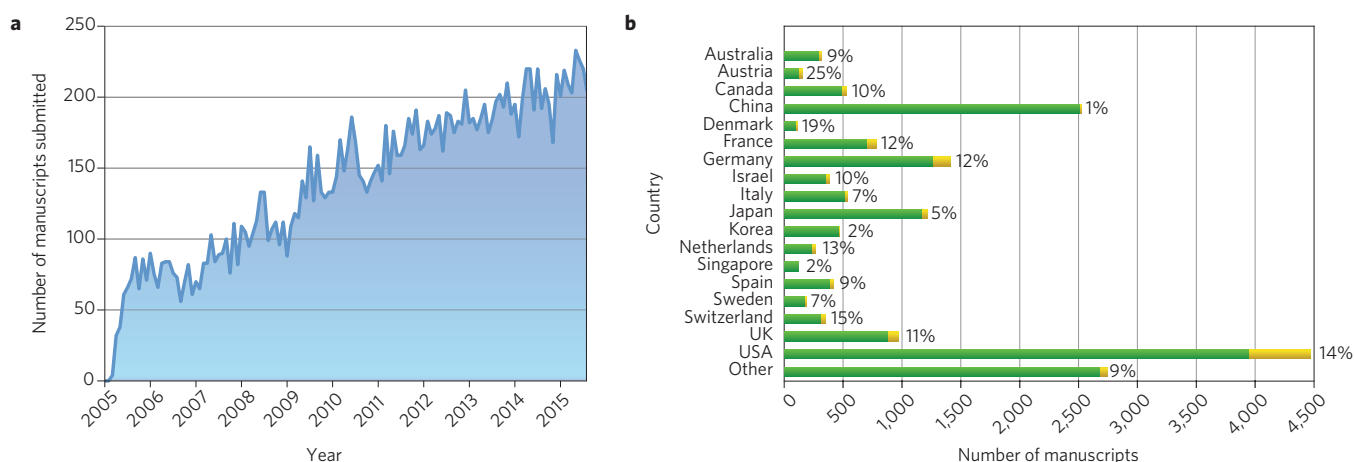 a
250
200
150
100
50
0
Number of manuscripts submitted
2005
2006
2007
2008
2009
2010
2011
2012
2013
2014
2015
Year
b
Country
Australia 9%
Austria 25%
Canada 10%
China 1%
Denmark 19%
France 12%
Germany 12%
Israel 10%
Italy 7%
Japan 5%
Korea 2%
Netherlands 13%
Singapore 2%
Spain 9%
Sweden 7%
Switzerland 15%
UK 11%
USA 14%
Other 9%
0
500
1,000
1,500
2,000
2,500
3,000
3,500
4,000
4,500
Number of manuscripts